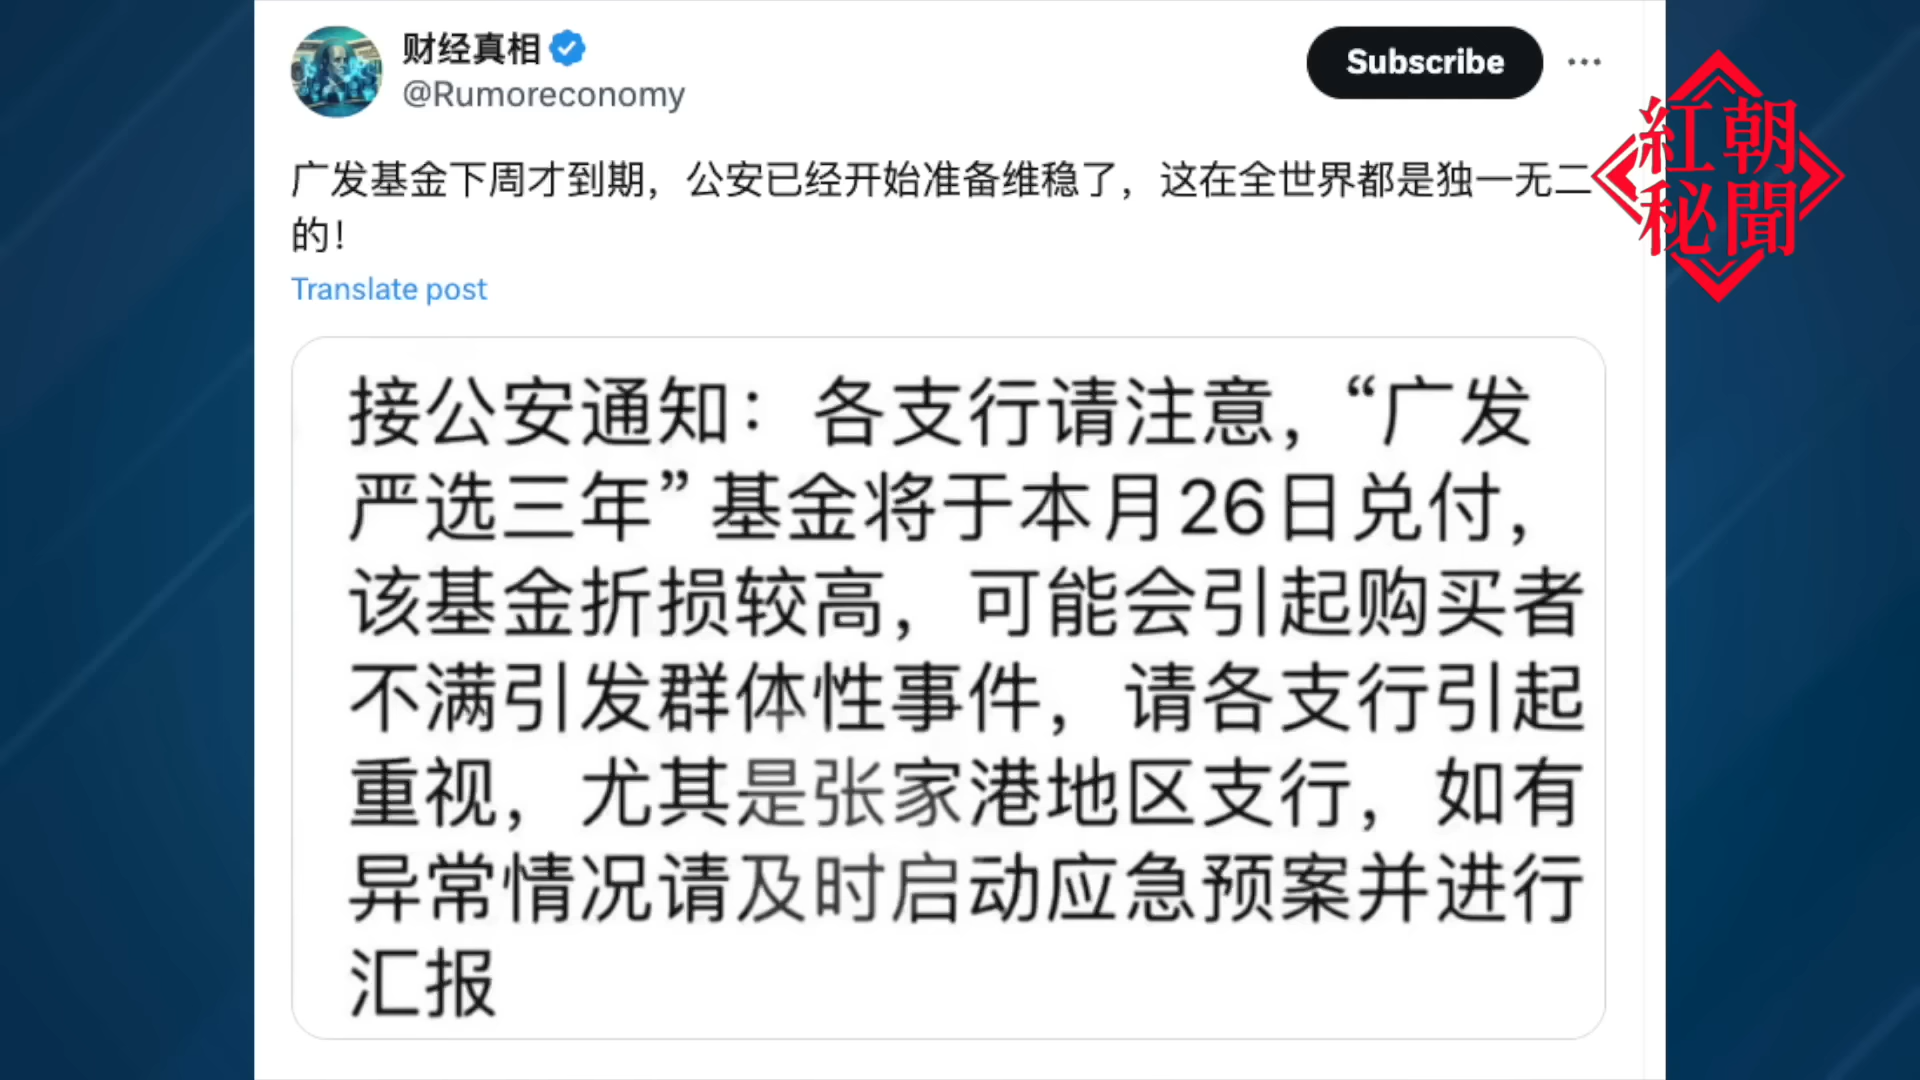 财经真相
@Rumoreconomy
Subscribe
紅朝
秘聞
广发基金下周才到期，公安已经开始准备维稳了，这在全世界都是独一无二
的！
Translate post
接公安通知：各支行请注意，“广发
严选三年”基金将于本月26日兑付，
该基金折损较高，可能会引起购买者
不满引发群体性事件，请各支行引起
重视，尤其是张家港地区支行，如有
异常情况请及时启动应急预案并进行
汇报